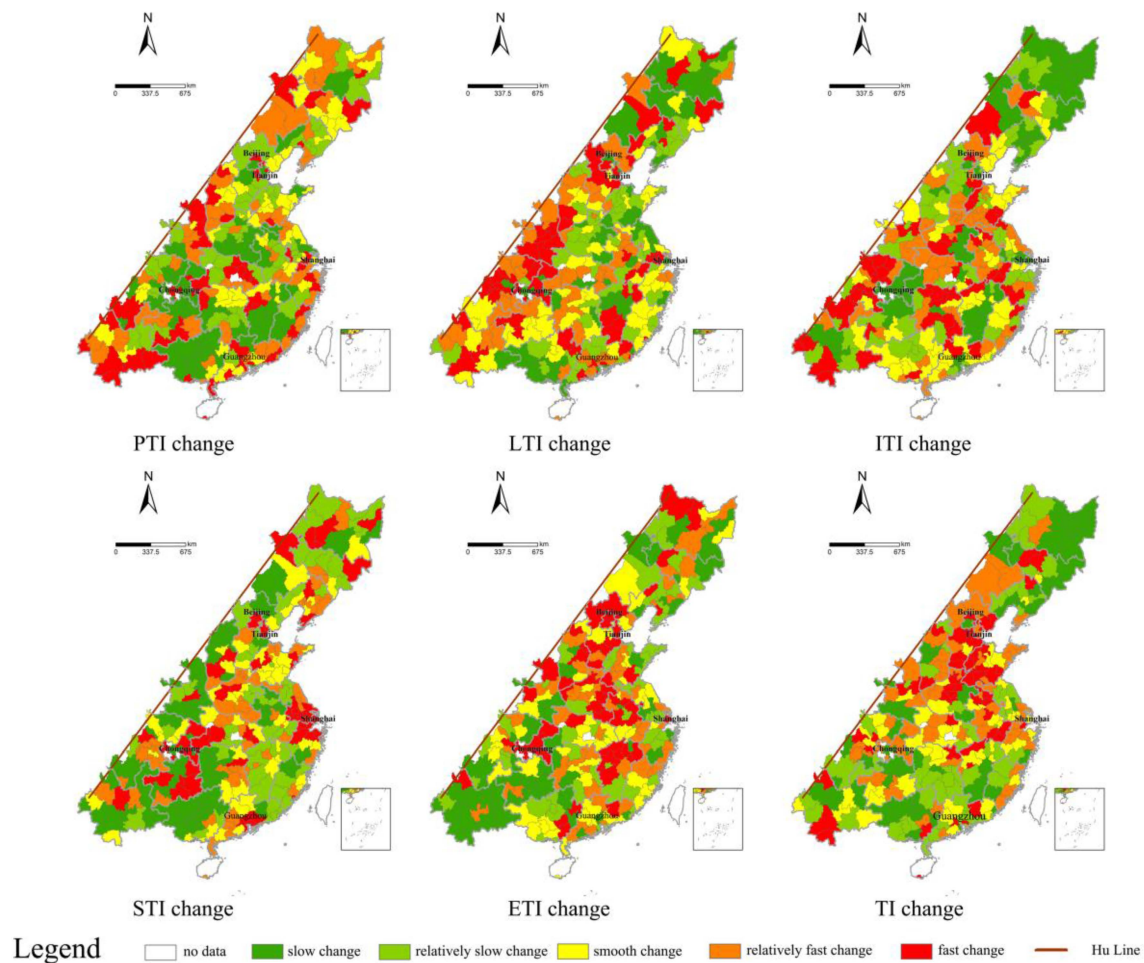 N
N
N
km
0 337.5 675
km
0 337.5 675
km
0 337.5 675
Beijing
Tianjin
Shanghai
Chongqing
Guangzhou
Beijing
Tianjin
Shanghai
Chongqing
Guangzhou
Beijing
Tianjin
Shanghai
Chongqing
Guangzhou
PTI change
LTI change
ITI change
N
N
N
km
0 337.5 675
km
0 337.5 675
km
0 337.5 675
Beijing
Tianjin
Shanghai
Chongqing
Guangzhou
Beijing
Tianjin
Shanghai
Chongqing
Guangzhou
Beijing
Tianjin
Shanghai
Chongqing
Guangzhou
STI change
ETI change
TI change
Legend no data slow change relatively slow change smooth change relatively fast change fast change Hu Line